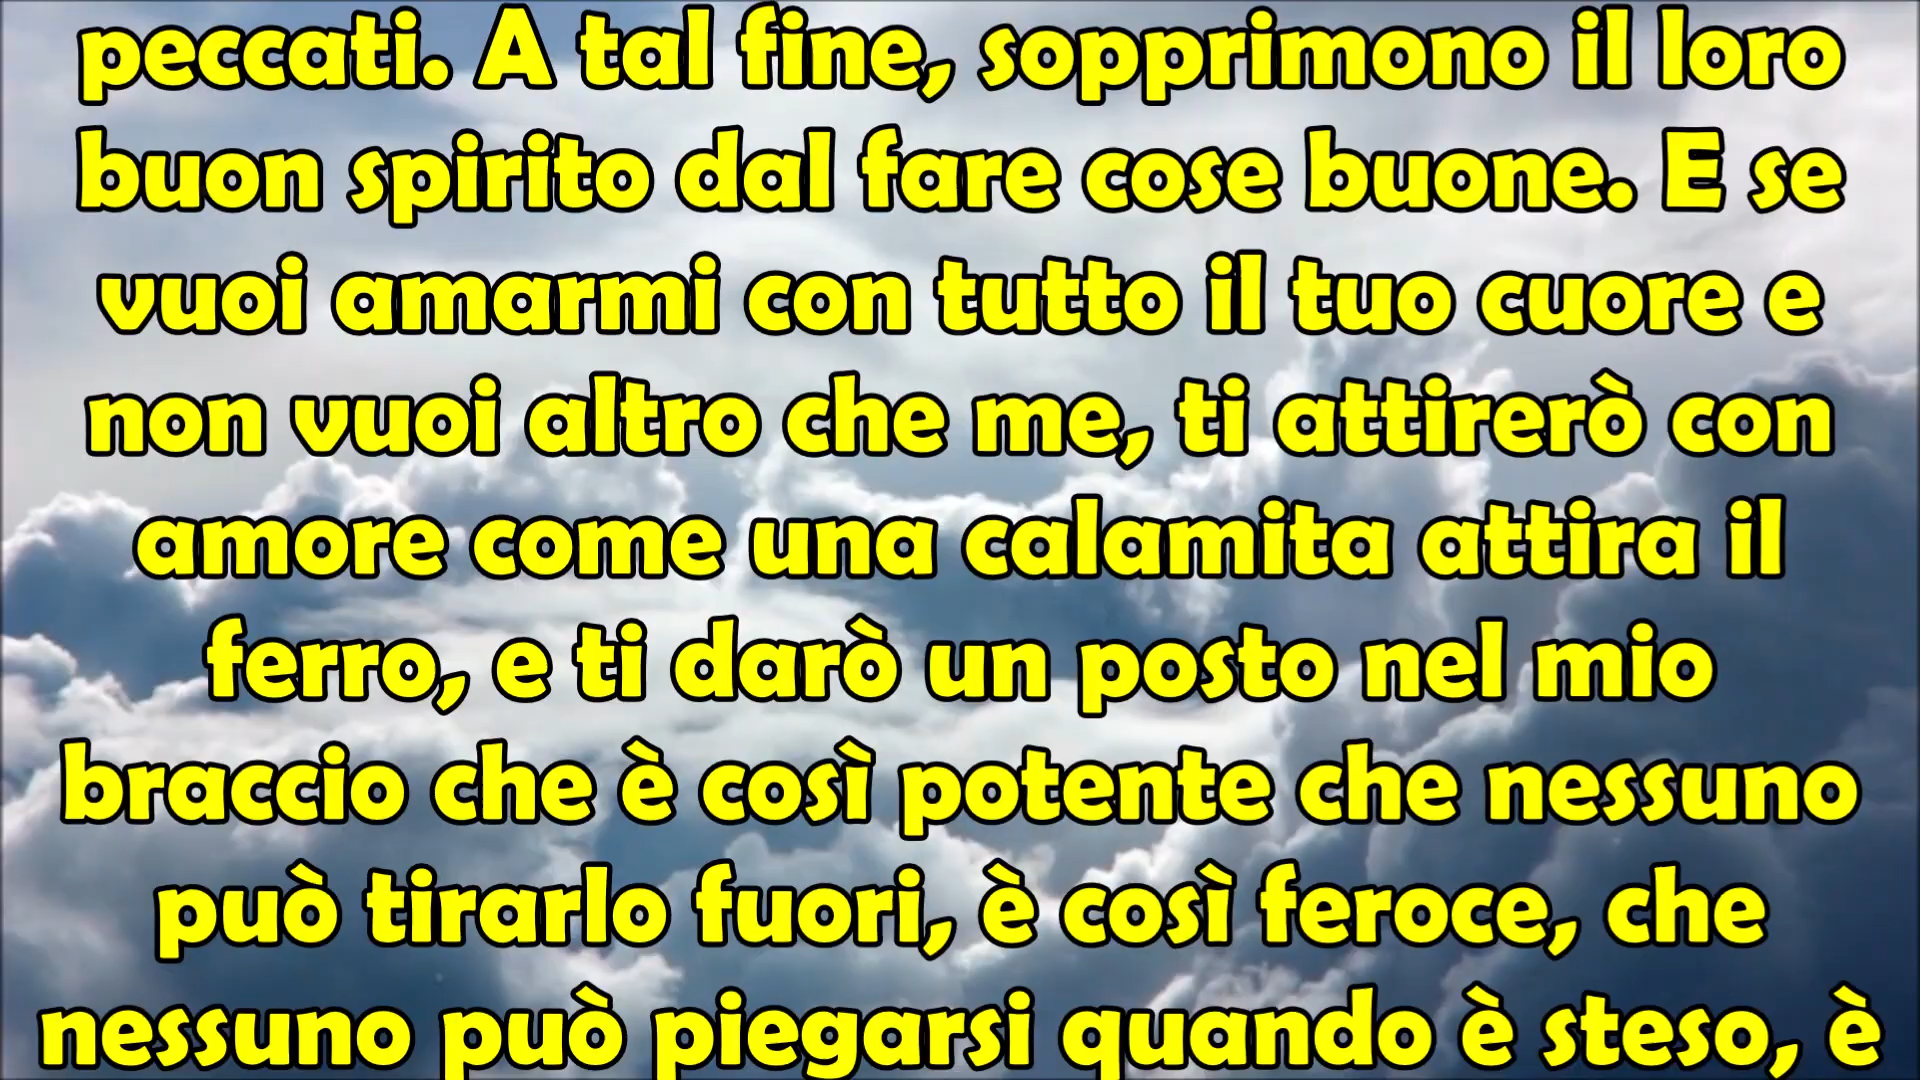 peccati. A tal fine, sopprimono il loro
buon spirito dal fare cose buone. E se
vuoi amarmi con tutto il tuo cuore e
non vuoi altro che me, ti attirerò con
amore come una calamita attira il
ferro, e ti darò un posto nel mio
braccio che è così potente che nessuno
può tirarlo fuori, è così feroce, che
nessuno può piegarsi quando è steso, è